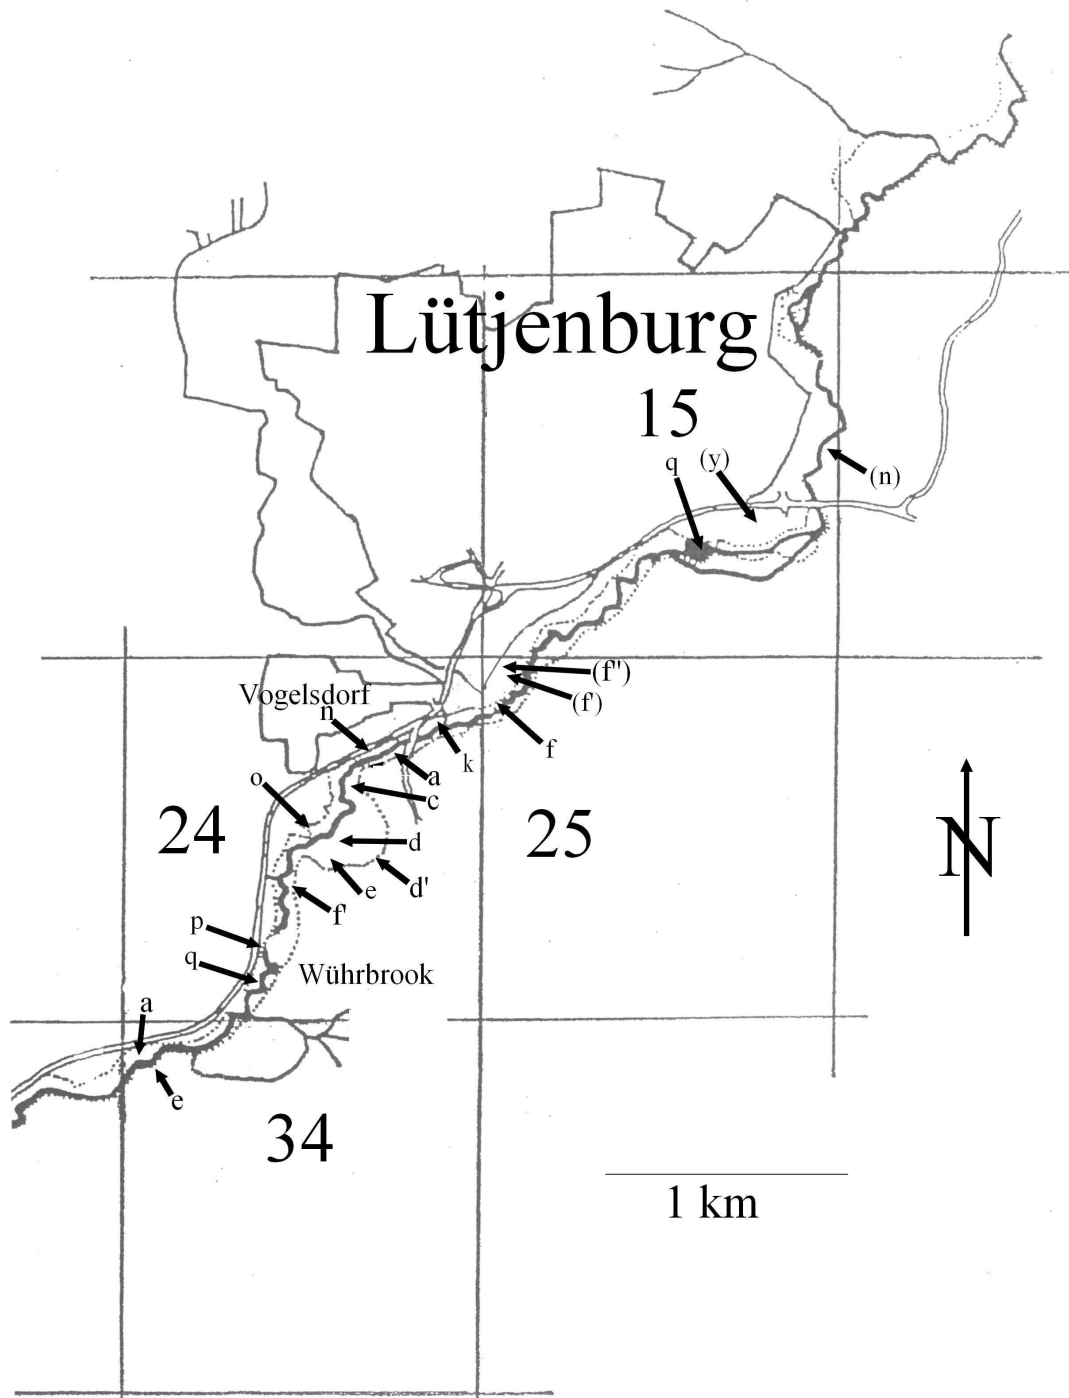 Lütjenburg
15
q
(y)
(n)
(f'')
(f')
f
k
Vogelsdorf
n
a
c
o
d
24
25
e
d'
f'
N
p
q
Wührbrook
a
e
34
1 km